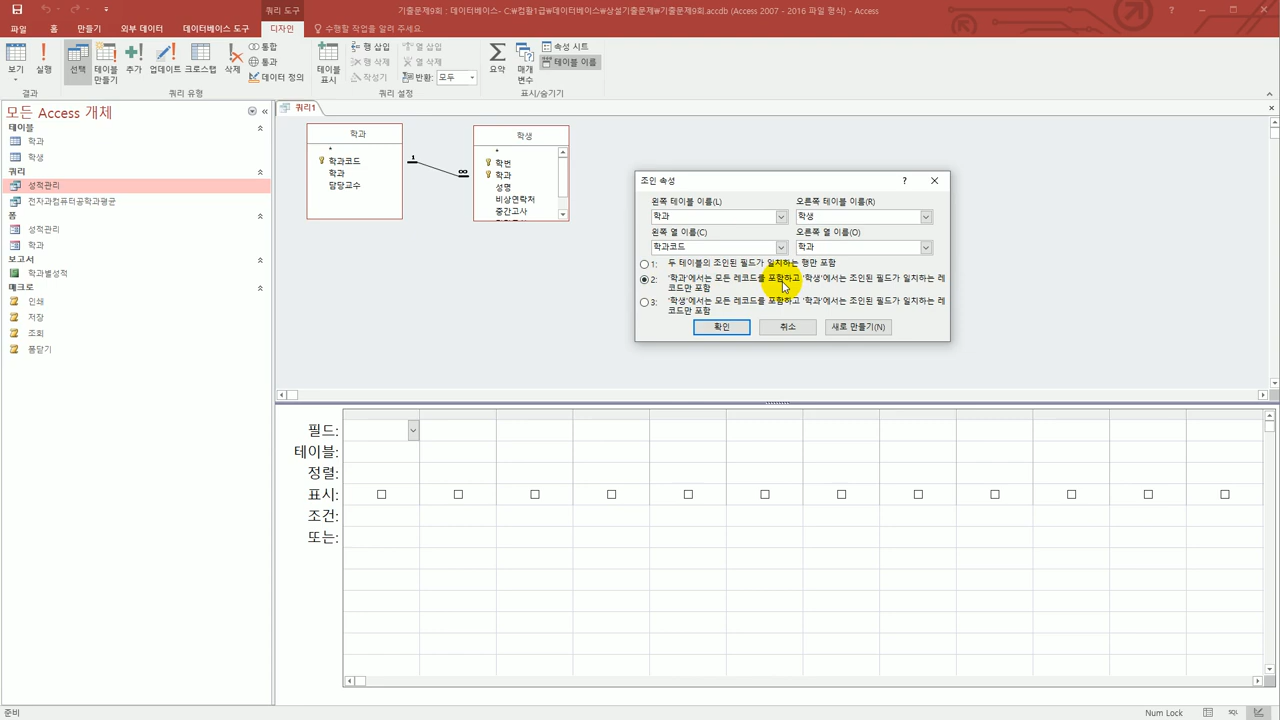 쿼리 도구
기출문제9회 : 데이터베이스- C:₩컴활1급₩데이터베이스₩상설기출문제₩기출문제9회.accdb (Access 2007 - 2016 파일 형식) - Access
파일 홈 만들기 외부 데이터 데이터베이스 도구 디자인 수행할 작업을 알려 주세요.
보기 실행 선택 테이블 만들기 추가 업데이트 크로스탭 삭제
통합
통과
데이터 정의
테이블 표시
행 삽입
행 삭제
작성기
열 삽입
열 삭제
반환: 모두
요약 매개 변수
속성 시트
테이블 이름
결과 쿼리 유형 쿼리 설정 표시/숨기기
모든 Access 개체
테이블
학과
학생
쿼리
성적관리
전자과컴퓨터공학과평균
폼
성적관리
학과
보고서
학과별성적
매크로
인쇄
저장
조회
폼닫기
쿼리1
학과
*
학과코드
학과
담당교수
1
∞
학생
*
학번
학과
성명
비상연락처
중간고사
조인 속성
? ×
왼쪽 테이블 이름(L) 오른쪽 테이블 이름(R)
학과 학생
왼쪽 열 이름(C) 오른쪽 열 이름(O)
학과코드 학과
1: 두 테이블의 조인된 필드가 일치하는 행만 포함
2: '학과'에서는 모든 레코드를 포함하고 '학생'에서는 조인된 필드가 일치하는 레
코드만 포함
3: '학생'에서는 모든 레코드를 포함하고 '학과'에서는 조인된 필드가 일치하는 레
코드만 포함
확인 취소 새로 만들기(N)
필드:
테이블:
정렬:
표시:
조건:
또는:
준비 Num Lock SQL